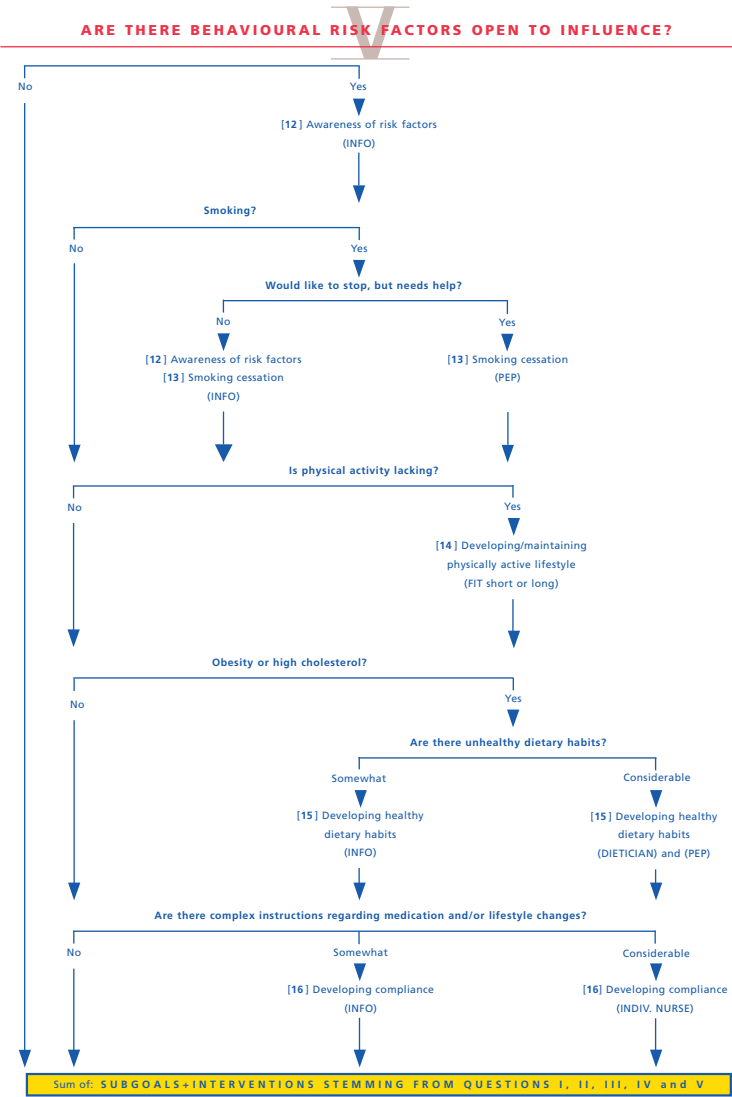 V
ARE THERE BEHAVIOURAL RISK FACTORS OPEN TO INFLUENCE?
No
Yes
[12] Awareness of risk factors
(INFO)
Smoking?
No
Yes
Would like to stop, but needs help?
No
Yes
[12] Awareness of risk factors
[13] Smoking cessation
(INFO)
[13] Smoking cessation
(PEP)
Is physical activity lacking?
No
Yes
[14] Developing/maintaining
physically active lifestyle
(FIT short or long)
Obesity or high cholesterol?
No
Yes
Are there unhealthy dietary habits?
Somewhat
Considerable
[15] Developing healthy
dietary habits
(INFO)
[15] Developing healthy
dietary habits
(DIETICIAN) and (PEP)
Are there complex instructions regarding medication and/or lifestyle changes?
No
Somewhat
Considerable
[16] Developing compliance
(INFO)
[16] Developing compliance
(INDIV. NURSE)
Sum of: SUBGOALS+INTERVENTIONS STEMMING FROM QUESTIONS I, II, III, IV and V